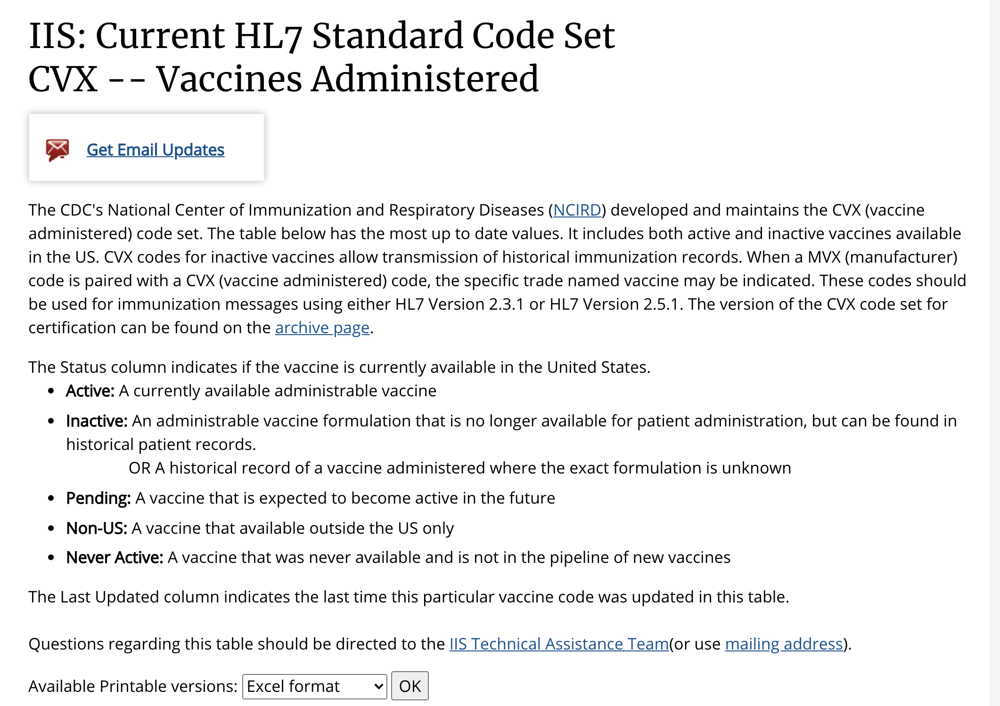 IIS: Current HL7 Standard Code Set
CVX -- Vaccines Administered
Get Email Updates
The CDC's National Center of Immunization and Respiratory Diseases (NCIRD) developed and maintains the CVX (vaccine
administered) code set. The table below has the most up to date values. It includes both active and inactive vaccines available
in the US. CVX codes for inactive vaccines allow transmission of historical immunization records. When a MVX (manufacturer)
code is paired with a CVX (vaccine administered) code, the specific trade named vaccine may be indicated. These codes should
be used for immunization messages using either HL7 Version 2.3.1 or HL7 Version 2.5.1. The version of the CVX code set for
certification can be found on the archive page.
The Status column indicates if the vaccine is currently available in the United States.
• Active: A currently available administrable vaccine
• Inactive: An administrable vaccine formulation that is no longer available for patient administration, but can be found in
historical patient records.
OR A historical record of a vaccine administered where the exact formulation is unknown
• Pending: A vaccine that is expected to become active in the future
• Non-US: A vaccine that available outside the US only
• Never Active: A vaccine that was never available and is not in the pipeline of new vaccines
The Last Updated column indicates the last time this particular vaccine code was updated in this table.
Questions regarding this table should be directed to the IIS Technical Assistance Team(or use mailing address).
Available Printable versions: Excel format OK